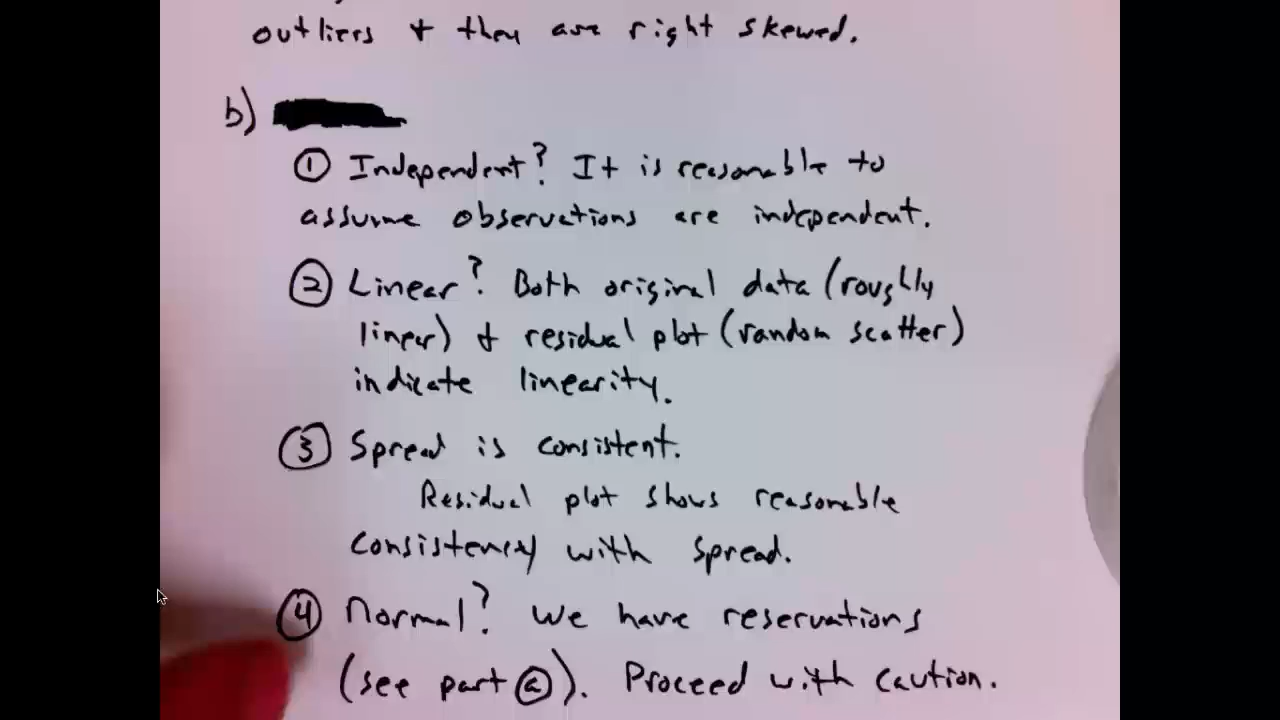 outliers + they are right skewed.
b)
① Independent? It is reasonable to
assume observations are independent.
② Linear? Both original data (roughly
linear) + residual plot (random scatter)
indicate linearity.
③ Spread is consistent.
Residual plot shows reasonable
consistency with spread.
④ Normal? We have reservations
(see part ⓐ). Proceed with caution.